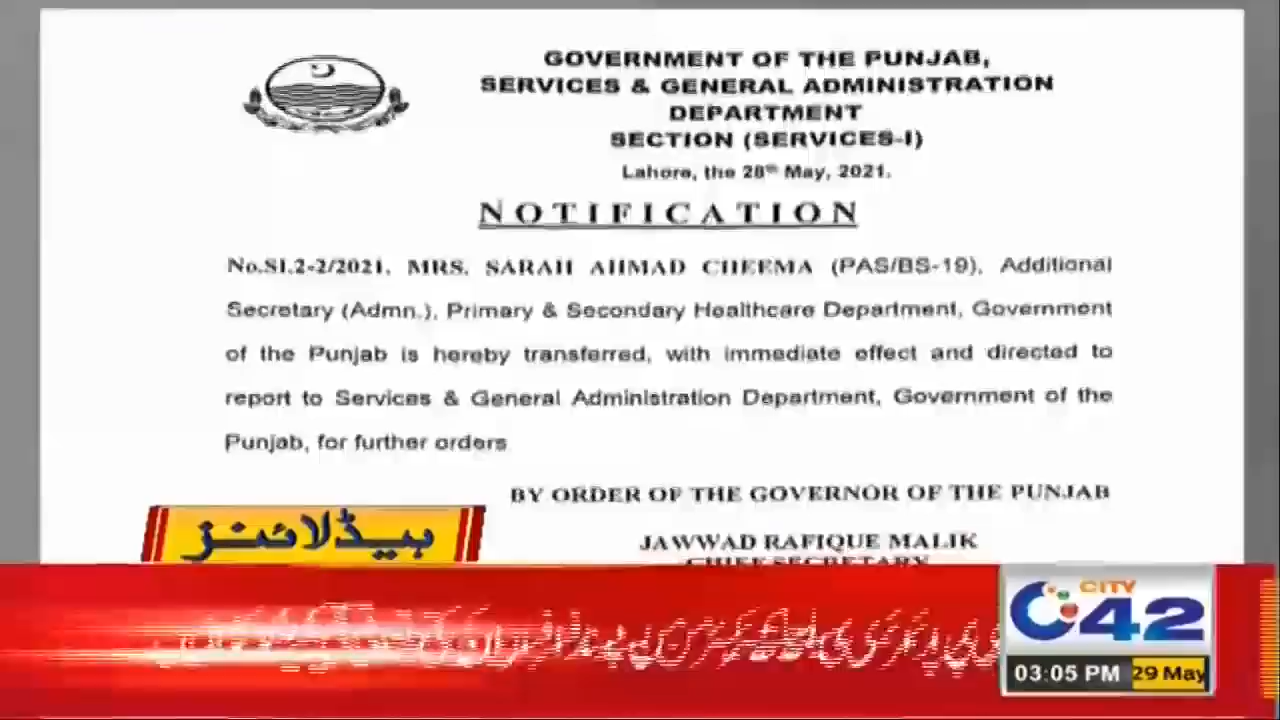 GOVERNMENT OF THE PUNJAB,
SERVICES & GENERAL ADMINISTRATION
DEPARTMENT
SECTION (SERVICES-I)
Lahore, the 28th May, 2021.
NOTIFICATION
No.SI.2-2/2021. MRS. SARAH AHMAD CHEEMA (PAS/BS-19), Additional
Secretary (Admn.), Primary & Secondary Healthcare Department, Government
of the Punjab is hereby transferred, with immediate effect and directed to
report to Services & General Administration Department, Government of the
Punjab, for further orders
BY ORDER OF THE GOVERNOR OF THE PUNJAB
JAWWAD RAFIQUE MALIK
CHIEF SECRETARY
ہیڈلائنز
CITY
42
03:05 PM 29 May